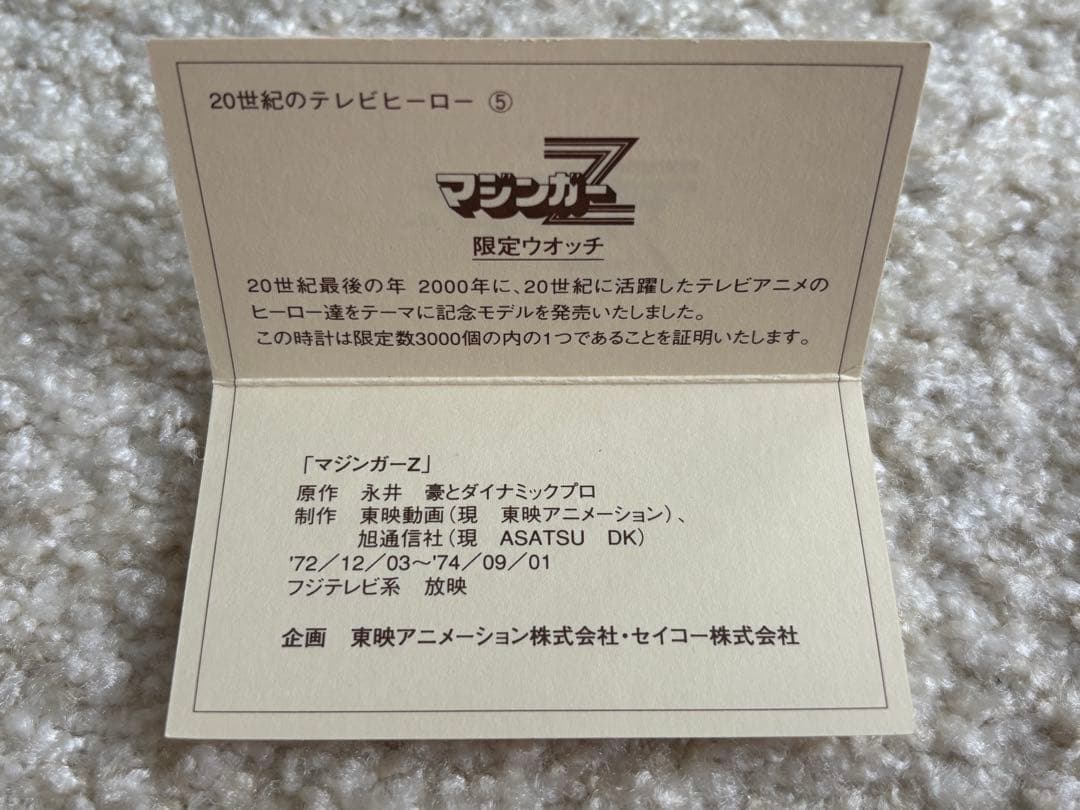 20世紀のテレビヒーロー ⑤
マジンガーZ
限定ウオッチ
20世紀最後の年 2000年に、20世紀に活躍したテレビアニメの
ヒーロー達をテーマに記念モデルを発売いたしました。
この時計は限定数3000個の内の1つであることを証明いたします。
「マジンガーZ」
原作 永井 豪とダイナミックプロ
制作 東映動画(現 東映アニメーション)、
旭通信社(現 ASATSU DK)
'72/12/03～'74/09/01
フジテレビ系 放映
企画 東映アニメーション株式会社・セイコー株式会社